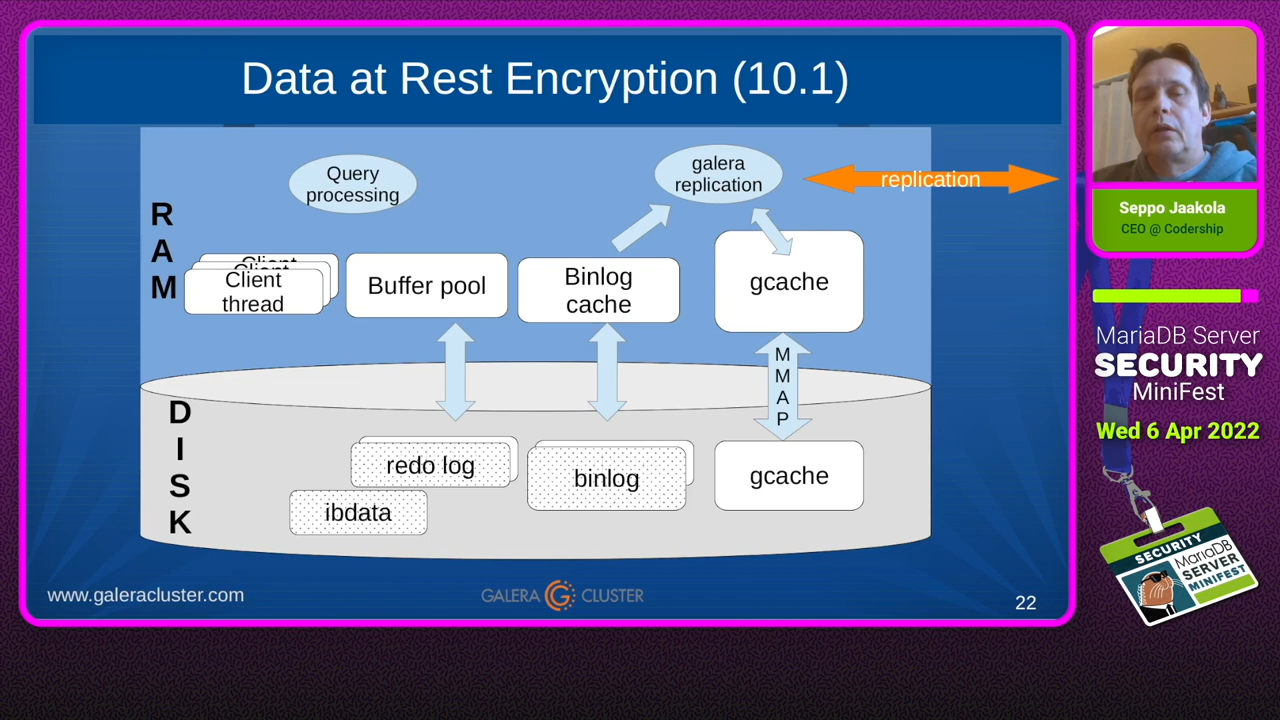 Data at Rest Encryption (10.1)
Query
processing
galera
replication
replication
R
A
M
Client
Client
Client
thread
Buffer pool
Binlog
cache
gcache
M
M
A
P
D
I
S
K
redo log
binlog
gcache
ibdata
www.galeracluster.com
GALERA CLUSTER
22
Seppo Jaakola
CEO @ Codership
MariaDB Server
SECURITY
MiniFest
Wed 6 Apr 2022
SECURITY
MariaDB
SERVER
MINIFEST